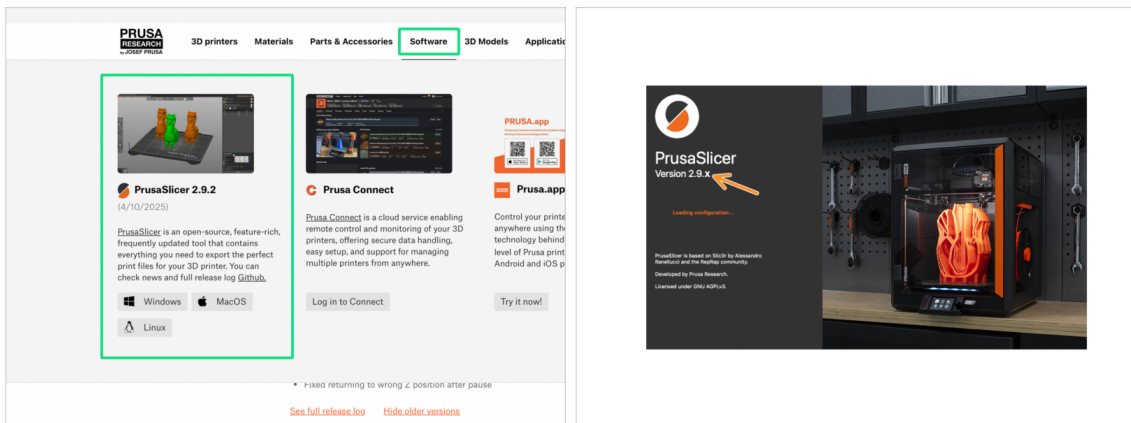 PRUSA
RESEARCH
by JOSEF PRUSA
3D printers
Materials
Parts & Accessories
Software
3D Models
Applicatio
PrusaSlicer 2.9.2
(4/10/2025)
PrusaSlicer is an open-source, feature-rich,
frequently updated tool that contains
everything you need to export the perfect
print files for your 3D printer. You can
check news and full release log Github.
Windows
MacOS
Linux
Prusa Connect
Prusa Connect is a cloud service enabling
remote control and monitoring of your 3D
printers, offering secure data handling,
easy setup, and support for managing
multiple printers from anywhere.
Log in to Connect
PRUSA.app
Prusa.app
Control your printe
anywhere using the
technology behind
level of Prusa print
Android and iOS p
Try it now!
• Fixed returning to wrong Z position after pause
See full release log
Hide older versions
PrusaSlicer
Version 2.9.x
Loading configuration...
PrusaSlicer is based on Slic3r by Alessandro
Ranellucci and the RepRap community.
Developed by Prusa Research.
Licensed under GNU AGPLv3.